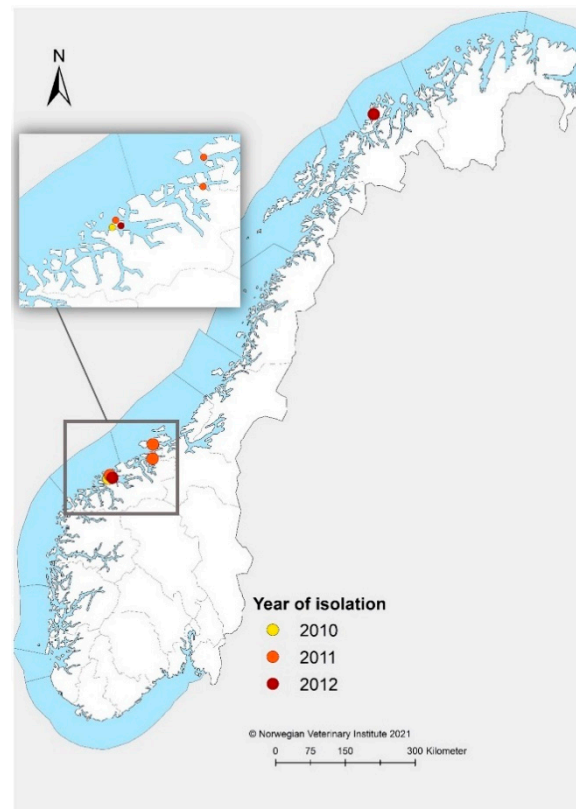 N
Year of isolation
2010
2011
2012
© Norwegian Veterinary Institute 2021
0 75 150 300 Kilometer